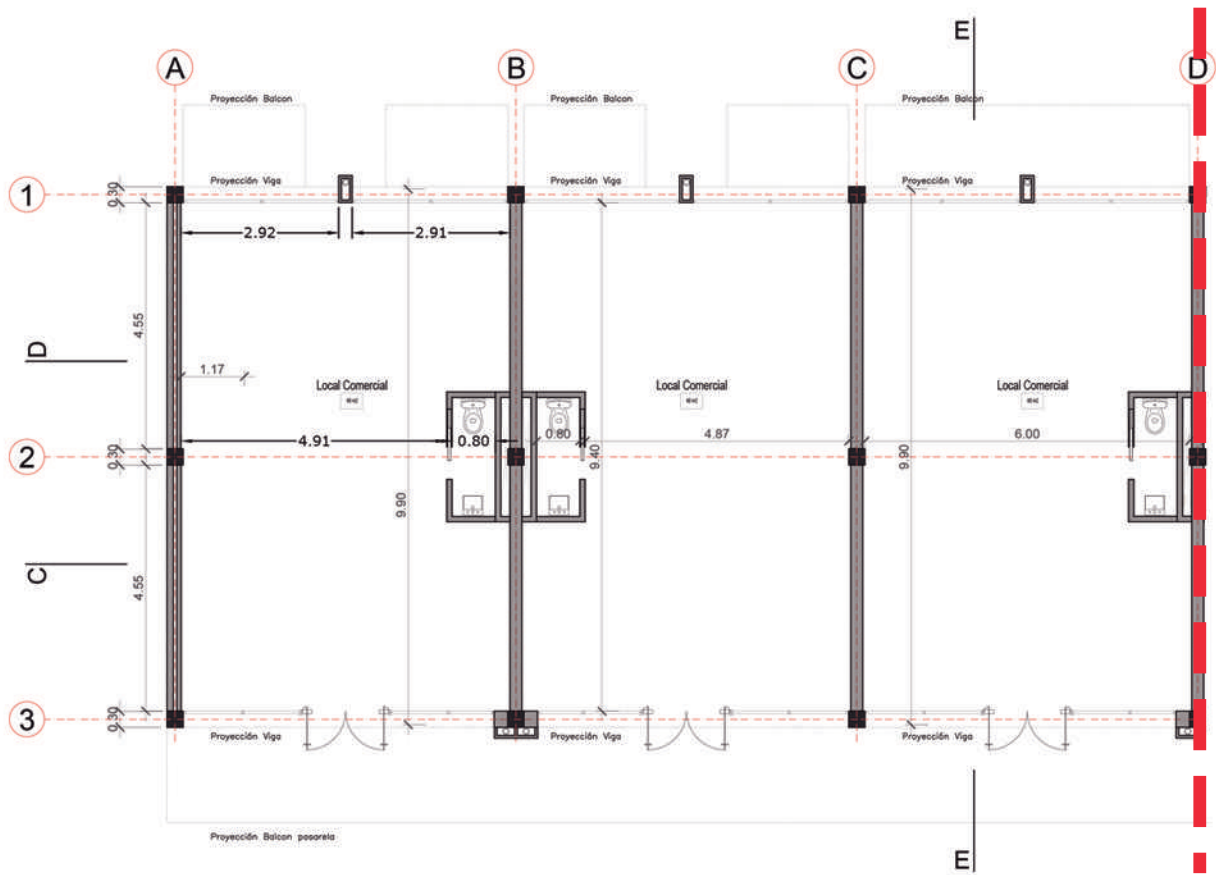 E
A B C D
Proyección Balcon Proyección Balcon Proyección Balcon
Proyección Viga Proyección Viga Proyección Viga
1
0.30
2.92 2.91
4.55
D
1.17
Local Comercial Local Comercial Local Comercial
4.91 0.80 0.80 4.87 6.00
2
0.30
9.40
9.90 9.90
C
4.55
3
0.30
Proyección Viga Proyección Viga Proyección Viga
Proyección Balcon pasarela
E